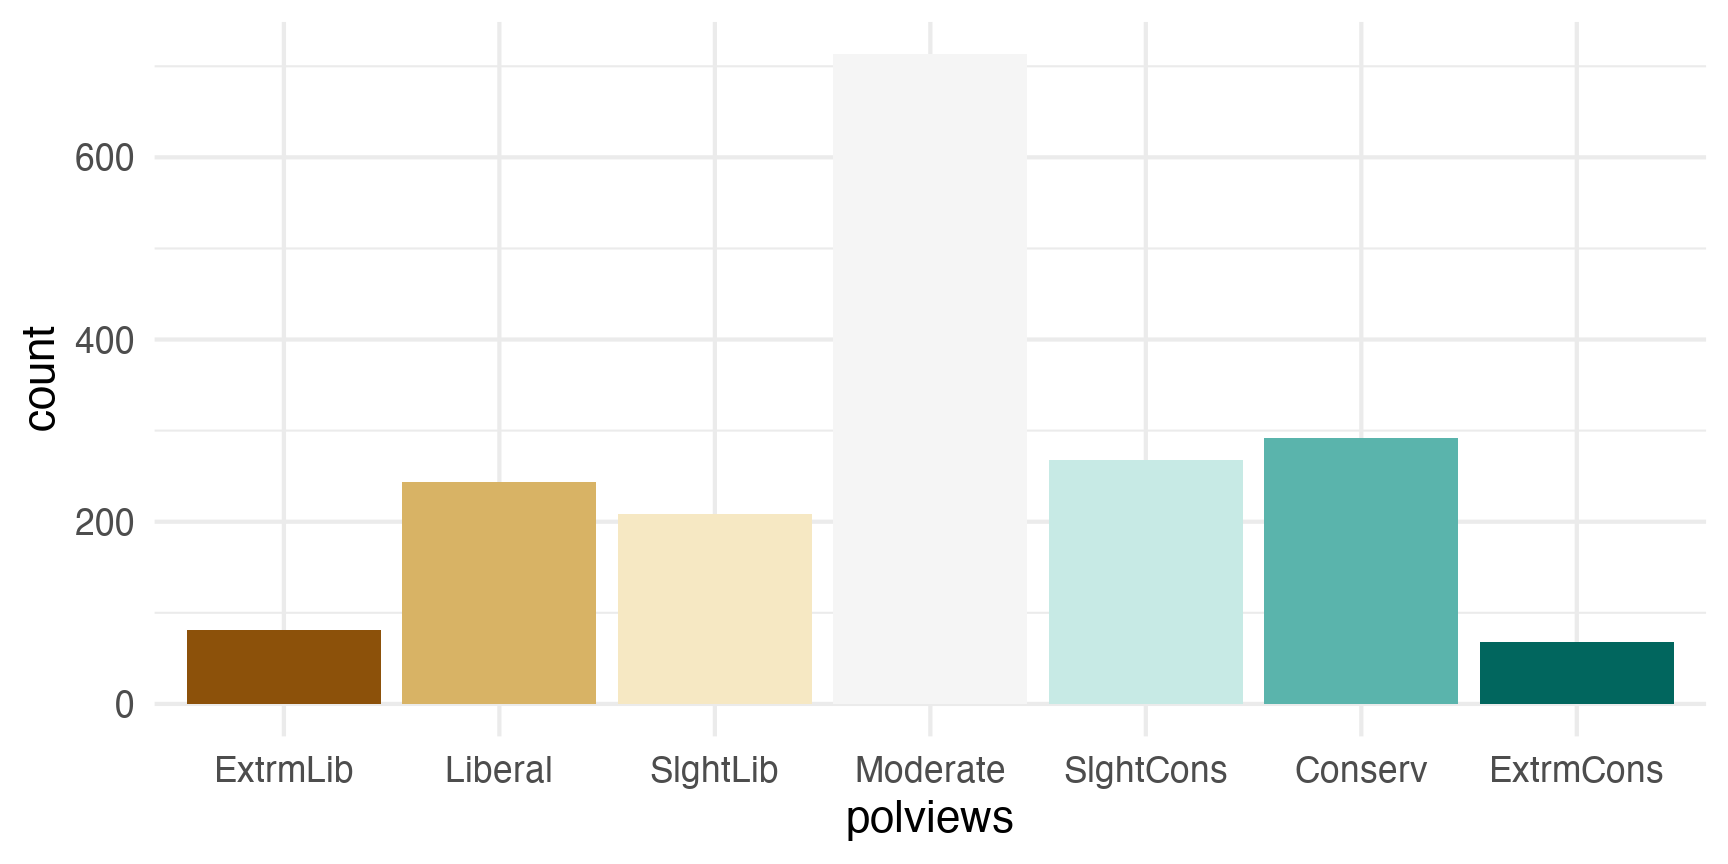 count
600
400
200
0
ExtrmLib Liberal SlghtLib Moderate SlghtCons Conserv ExtrmCons
polviews